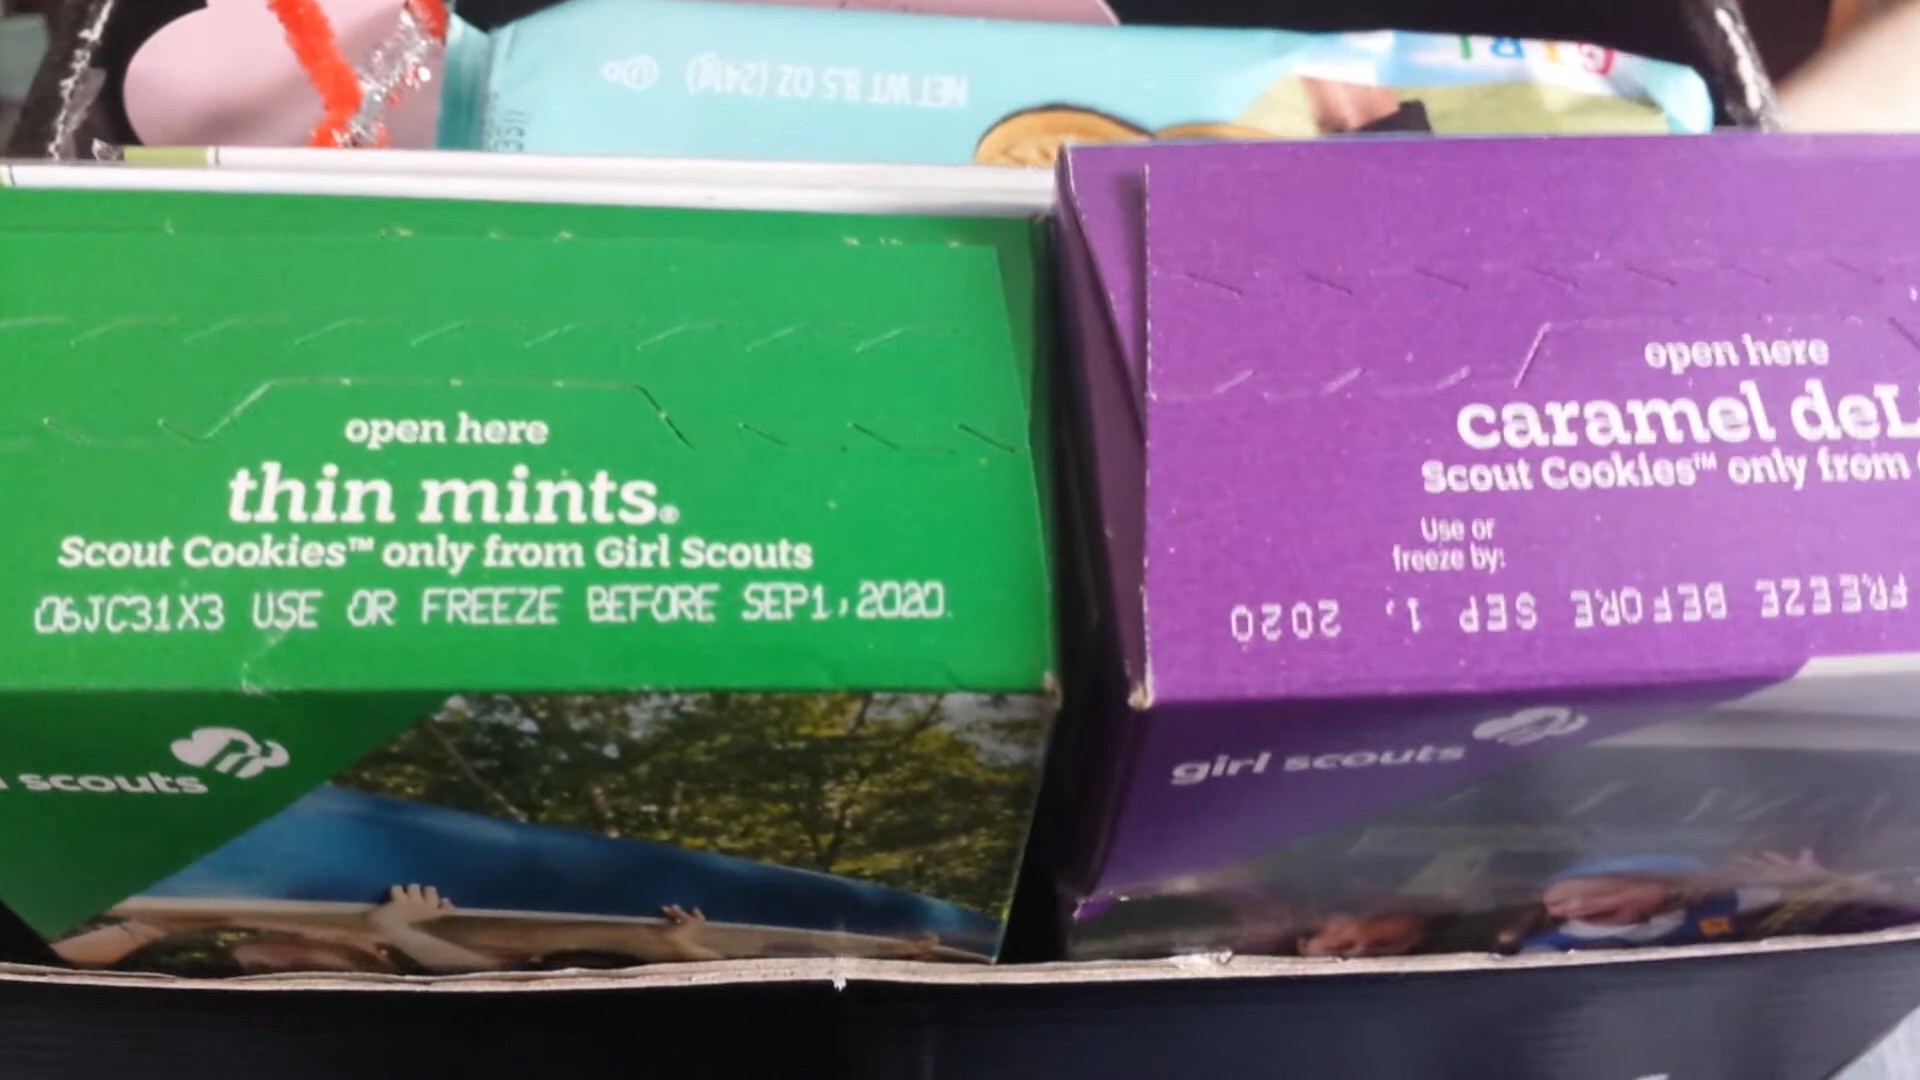 GIRL
NET WT 8.5 OZ (241g)
open here
thin mints®
Scout Cookies™ only from Girl Scouts
06JC31X3 USE OR FREEZE BEFORE SEP1,2020.
scouts
open here
caramel deL
Scout Cookies™ only from
Use or
freeze by:
FREEZE BEFORE SEP 1, 2020
girl scouts